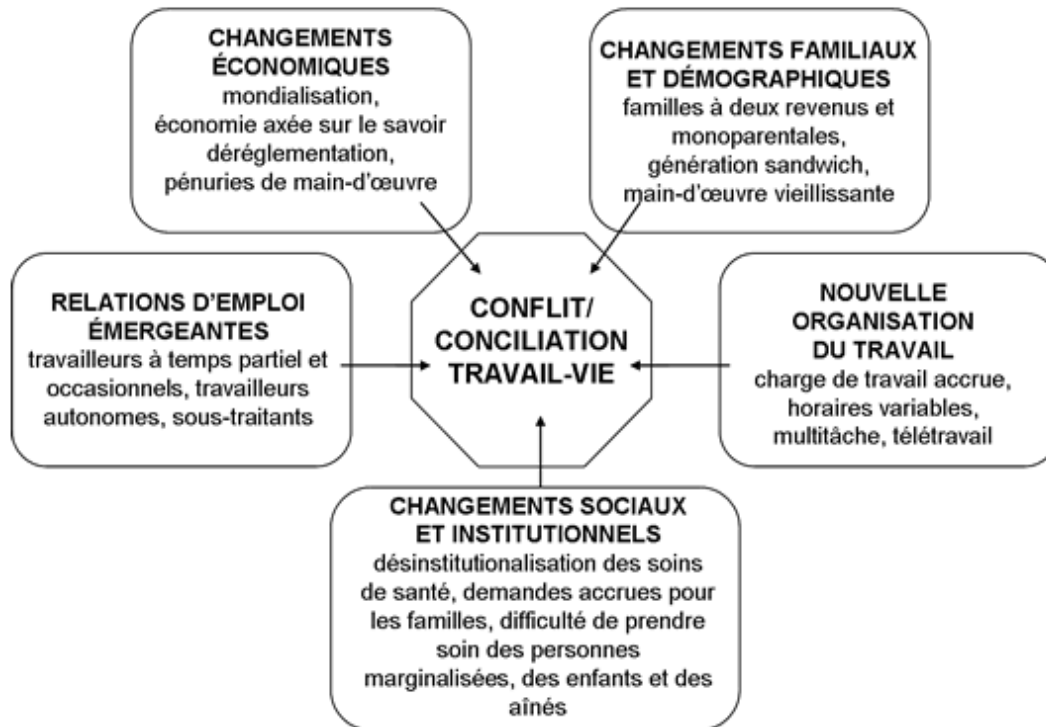 CHANGEMENTS
ÉCONOMIQUES
mondialisation,
économie axée sur le savoir
déréglementation,
pénuries de main-d'œuvre
CHANGEMENTS FAMILIAUX
ET DÉMOGRAPHIQUES
familles à deux revenus et
monoparentales,
génération sandwich,
main-d'œuvre vieillissante
RELATIONS D'EMPLOI
ÉMERGEANTES
travailleurs à temps partiel et
occasionnels, travailleurs
autonomes, sous-traitants
CONFLIT/
CONCILIATION
TRAVAIL-VIE
NOUVELLE
ORGANISATION
DU TRAVAIL
charge de travail accrue,
horaires variables,
multitâche, télétravail
CHANGEMENTS SOCIAUX
ET INSTITUTIONNELS
désinstitutionalisation des soins
de santé, demandes accrues pour
les familles, difficulté de prendre
soin des personnes
marginalisées, des enfants et des
aînés